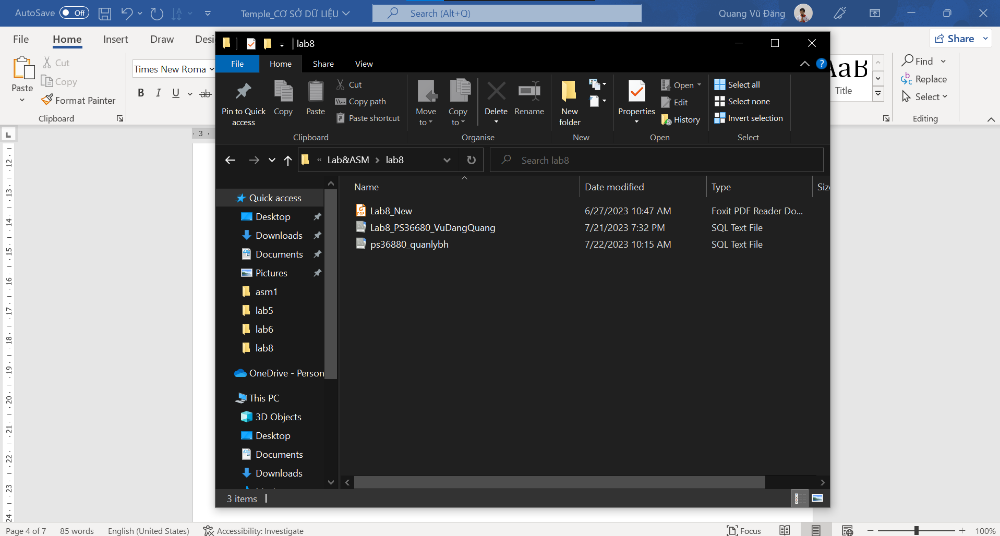 AutoSave Off
Temple_CƠ SỞ DỮ LIỆU
Search (Alt+Q)
Quang Vũ Đăng
File Home Insert Draw
Share
Paste
Cut
Copy
Format Painter
Clipboard
Times New Roma
B I U ab
AaB
Title
Find
Replace
Select
Editing
3
lab8
File Home Share View
Pin to Quick access
Copy
Paste
Cut
Copy path
Paste shortcut
Clipboard
Move to
Copy to
Delete
Rename
Organise
New folder
New
Properties
Open
Edit
History
Open
Select all
Select none
Invert selection
Select
« Lab&ASM > lab8
Search lab8
Quick access
Desktop
Downloads
Documents
Pictures
asm1
lab5
lab6
lab8
OneDrive - Person
This PC
3D Objects
Desktop
Documents
Downloads
Name Date modified Type
Lab8_New 6/27/2023 10:47 AM Foxit PDF Reader Do...
Lab8_PS36680_VuDangQuang 7/21/2023 7:32 PM SQL Text File
ps36880_quanlybh 7/22/2023 10:15 AM SQL Text File
3 items
12
13
14
15
16
17
18
19
20
21
22
23
24
Page 4 of 7 85 words English (United States) Accessibility: Investigate Focus 100%